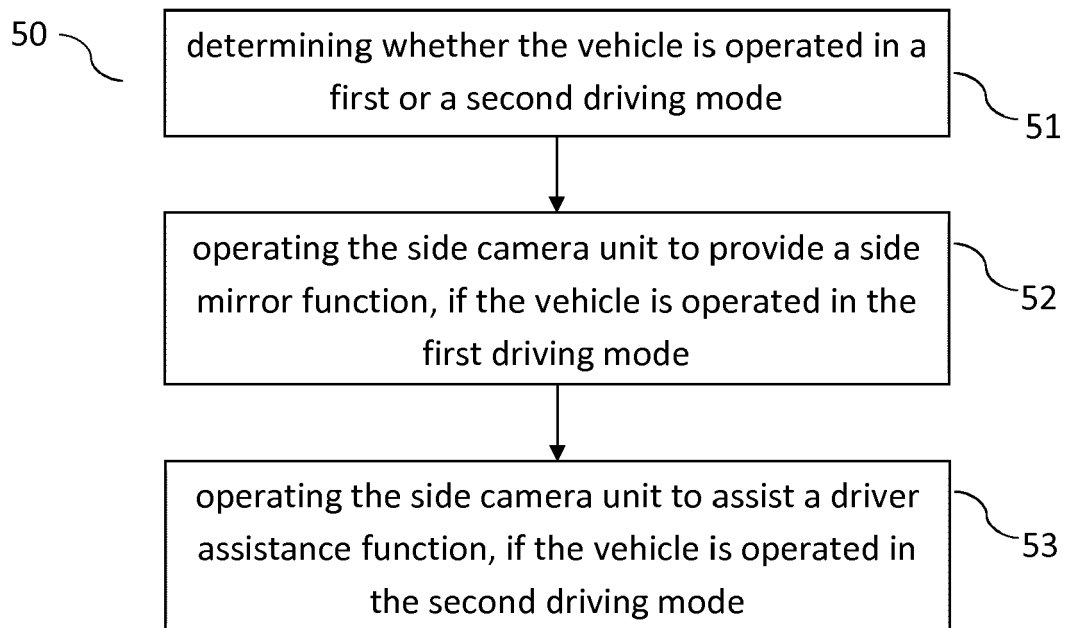 50
determining whether the vehicle is operated in a
first or a second driving mode
51
operating the side camera unit to provide a side
mirror function, if the vehicle is operated in the
first driving mode
52
operating the side camera unit to assist a driver
assistance function, if the vehicle is operated in
the second driving mode
53